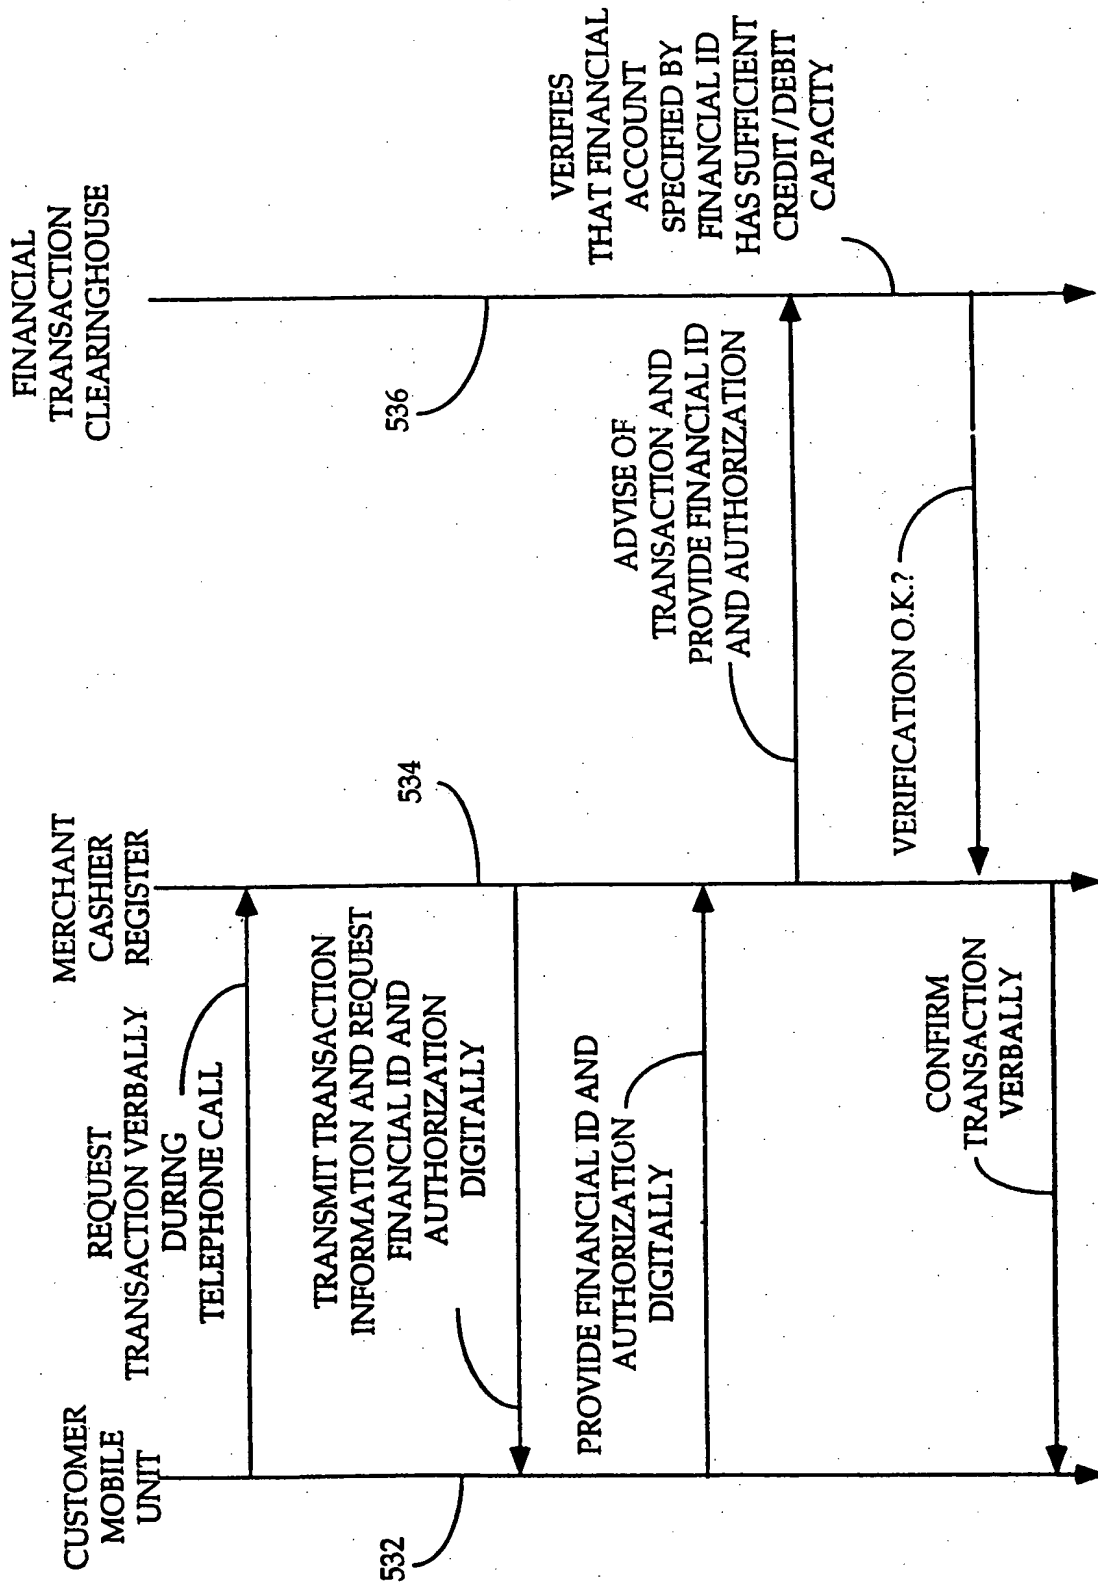 CUSTOMER
MOBILE
UNIT
MERCHANT
CASHIER
REGISTER
FINANCIAL
TRANSACTION
CLEARINGHOUSE
REQUEST
TRANSACTION VERBALLY
DURING
TELEPHONE CALL
532
534
536
TRANSMIT TRANSACTION
INFORMATION AND REQUEST
FINANCIAL ID AND
AUTHORIZATION
DIGITALLY
PROVIDE FINANCIAL ID AND
AUTHORIZATION
DIGITALLY
ADVISE OF
TRANSACTION AND
PROVIDE FINANCIAL ID
AND AUTHORIZATION
VERIFIES
THAT FINANCIAL
ACCOUNT
SPECIFIED BY
FINANCIAL ID
HAS SUFFICIENT
CREDIT/DEBIT
CAPACITY
VERIFICATION O.K.?
CONFIRM
TRANSACTION
VERBALLY